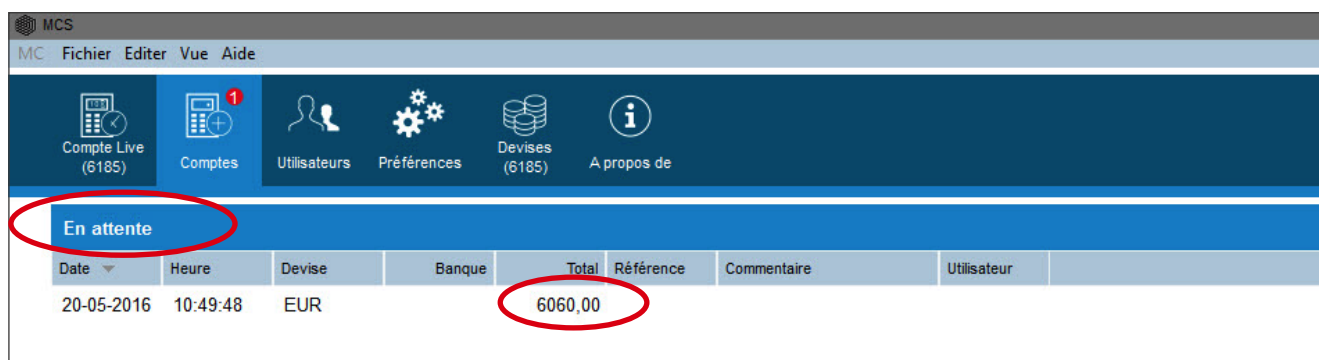 MCS
MC Fichier Editer Vue Aide
1
Compte Live
(6185)
Comptes
Utilisateurs
Préférences
Devises
(6185)
A propos de
En attente
Date Heure Devise Banque Total Référence Commentaire Utilisateur
20-05-2016 10:49:48 EUR 6060,00